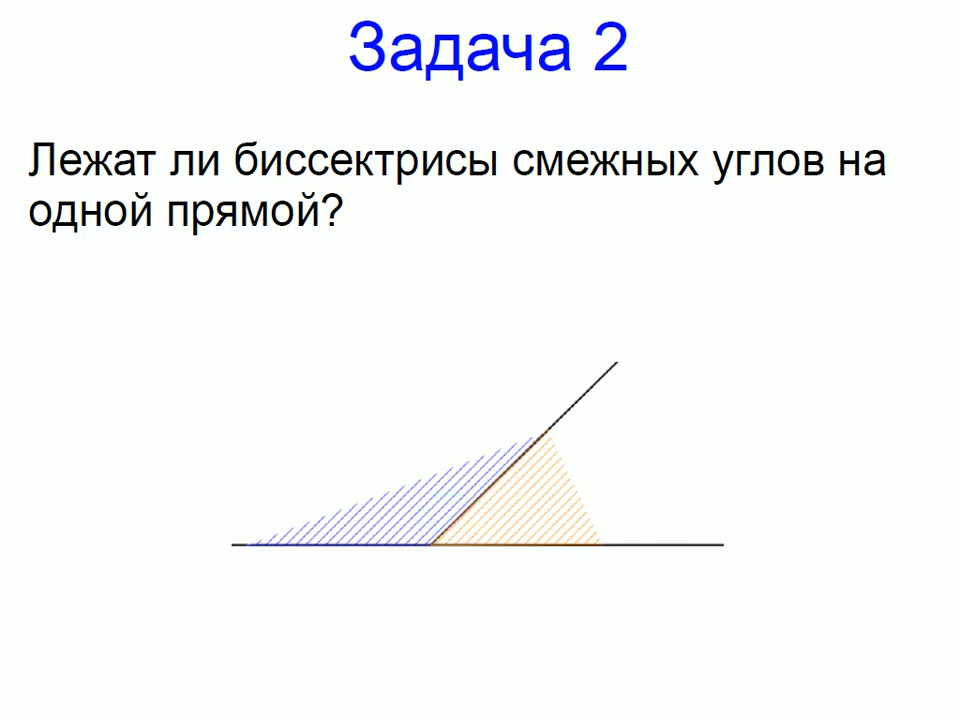 Задача 2
Лежат ли биссектрисы смежных углов на
одной прямой?